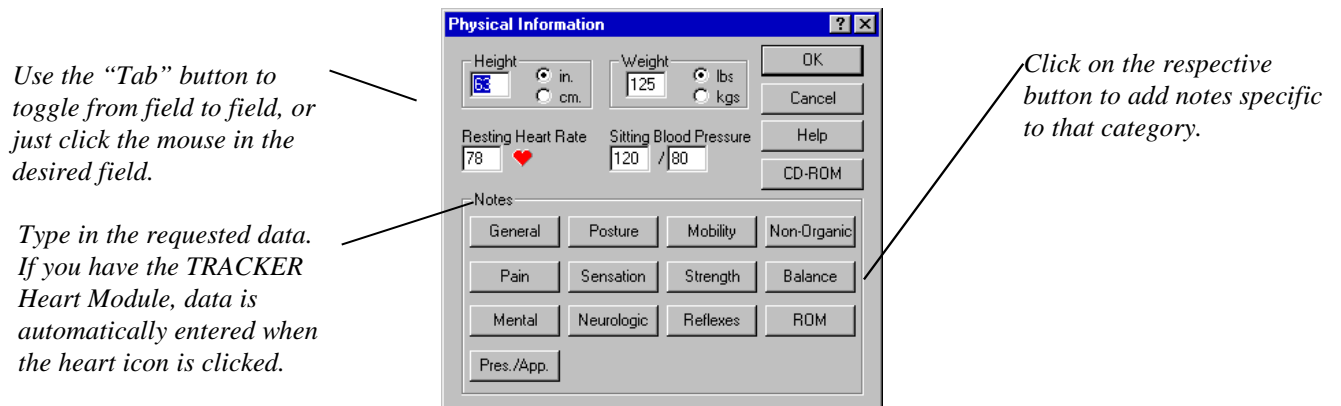 Use the “Tab” button to
toggle from field to field, or
just click the mouse in the
desired field.
Type in the requested data.
If you have the TRACKER
Heart Module, data is
automatically entered when
the heart icon is clicked.
Physical Information
Height
63 in.
cm.
Weight
125 lbs
kgs
OK
Cancel
Help
CD-ROM
Resting Heart Rate
78
Sitting Blood Pressure
120 / 80
Notes
General Posture Mobility Non-Organic
Pain Sensation Strength Balance
Mental Neurologic Reflexes ROM
Pres./App.
Click on the respective
button to add notes specific
to that category.